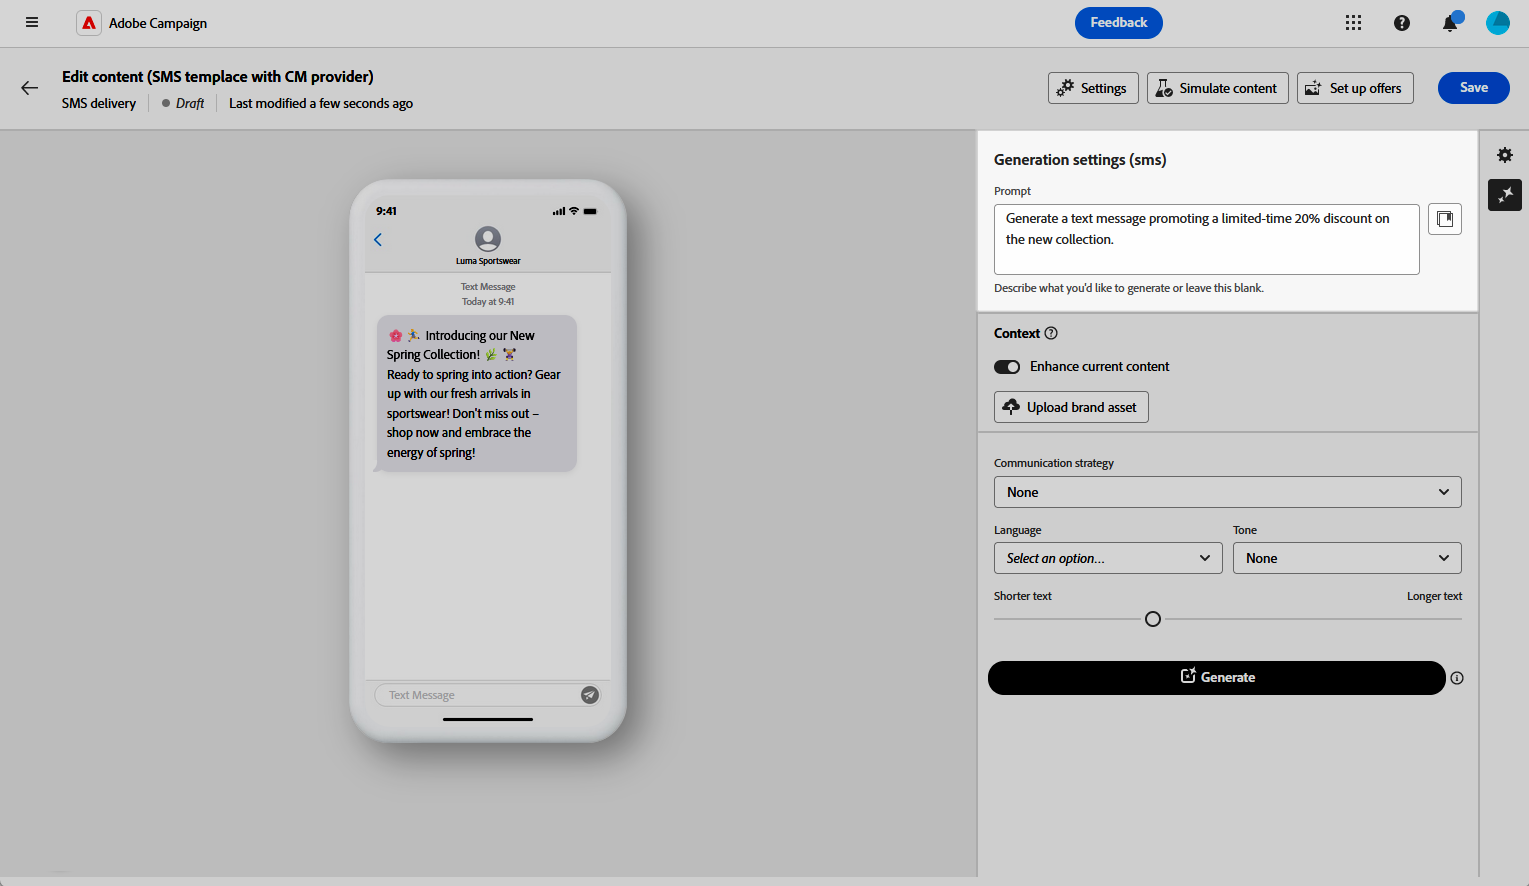 Adobe Campaign
Feedback
Edit content (SMS templace with CM provider)
SMS delivery
Draft
Last modified a few seconds ago
Settings
Simulate content
Set up offers
Save
9:41
Luma Sportswear
Text Message
Today at 9:41
🌸 🏃 Introducing our New
Spring Collection! 🌿 🏋️
Ready to spring into action? Gear
up with our fresh arrivals in
sportswear! Don't miss out –
shop now and embrace the
energy of spring!
Text Message
Generation settings (sms)
Prompt
Generate a text message promoting a limited-time 20% discount on
the new collection.
Describe what you'd like to generate or leave this blank.
Context
Enhance current content
Upload brand asset
Communication strategy
None
Language
Tone
Select an option...
None
Shorter text
Longer text
Generate